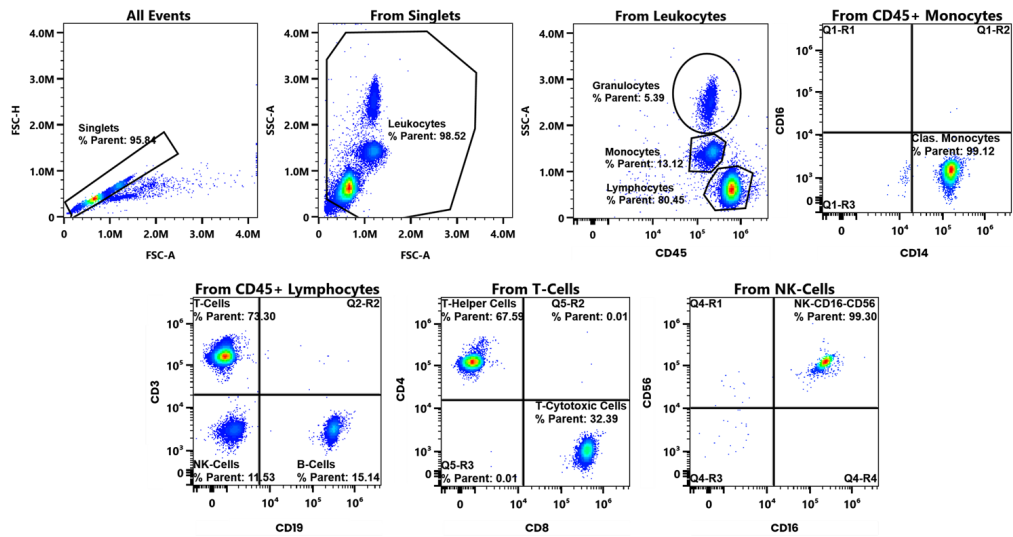 All Events
4.0M
3.0M
2.0M
1.0M
0
FSC-H
Singlets
% Parent: 95.84
0
1.0M
2.0M
3.0M
4.0M
FSC-A
From Singlets
4.0M
3.0M
2.0M
1.0M
0
SSC-A
Leukocytes
% Parent: 98.52
0
1.0M
2.0M
3.0M
4.0M
FSC-A
From Leukocytes
4.0M
3.0M
2.0M
1.0M
0
SSC-A
Granulocytes
% Parent: 5.39
Monocytes
% Parent: 13.12
Lymphocytes
% Parent: 80.45
0
10⁴
10⁵
10⁶
CD45
From CD45+ Monocytes
Q1-R1
Q1-R2
10⁶
10⁵
10⁴
10³
0
CD16
Clas. Monocytes
% Parent: 99.12
Q1-R3
0
10⁴
10⁵
10⁶
CD14
From CD45+ Lymphocytes
T-Cells
% Parent: 73.30
Q2-R2
10⁶
10⁵
10⁴
10³
0
CD3
NK-Cells
% Parent: 11.53
B-Cells
% Parent: 15.14
0
10⁴
10⁵
10⁶
CD19
From T-Cells
T-Helper Cells
% Parent: 67.59
Q5-R2
% Parent: 0.01
10⁶
10⁵
10⁴
10³
0
CD4
T-Cytotoxic Cells
% Parent: 32.39
Q5-R3
% Parent: 0.01
0
10⁴
10⁵
10⁶
CD8
From NK-Cells
Q4-R1
NK-CD16-CD56
% Parent: 99.30
10⁶
10⁵
10⁴
10³
0
CD56
Q4-R3
Q4-R4
0
10⁴
10⁵
10⁶
CD16